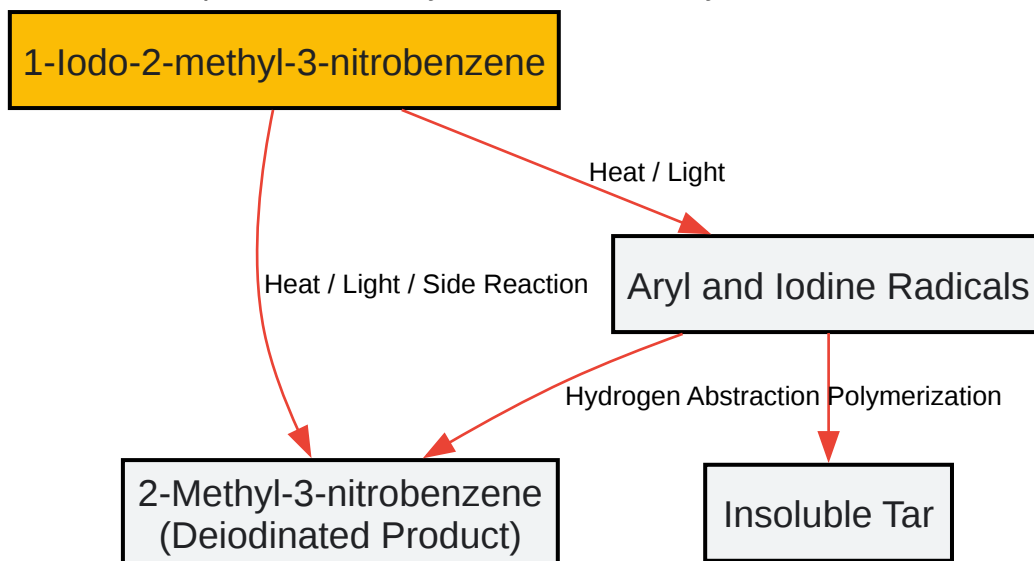 1-Iodo-2-methyl-3-nitrobenzene
Heat / Light
Aryl and Iodine Radicals
Heat / Light / Side Reaction
Hydrogen Abstraction
Polymerization
2-Methyl-3-nitrobenzene
(Deiodinated Product)
Insoluble Tar